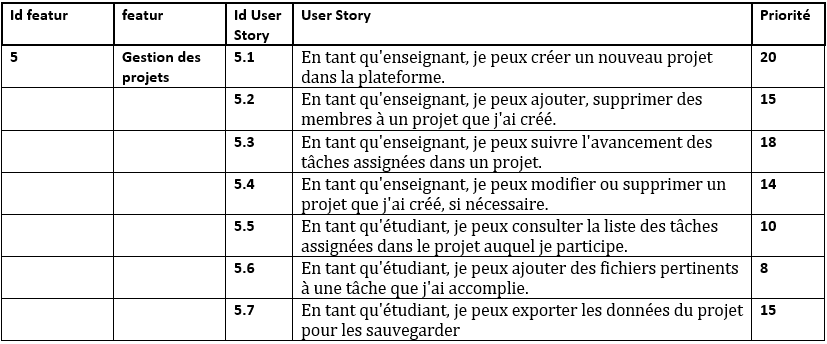 Id featur featur Id User Story User Story Priorité
5 Gestion des projets 5.1 En tant qu'enseignant, je peux créer un nouveau projet dans la plateforme. 20
5.2 En tant qu'enseignant, je peux ajouter, supprimer des membres à un projet que j'ai créé. 15
5.3 En tant qu'enseignant, je peux suivre l'avancement des tâches assignées dans un projet. 18
5.4 En tant qu'enseignant, je peux modifier ou supprimer un projet que j'ai créé, si nécessaire. 14
5.5 En tant qu'étudiant, je peux consulter la liste des tâches assignées dans le projet auquel je participe. 10
5.6 En tant qu'étudiant, je peux ajouter des fichiers pertinents à une tâche que j'ai accomplie. 8
5.7 En tant qu'étudiant, je peux exporter les données du projet pour les sauvegarder 15